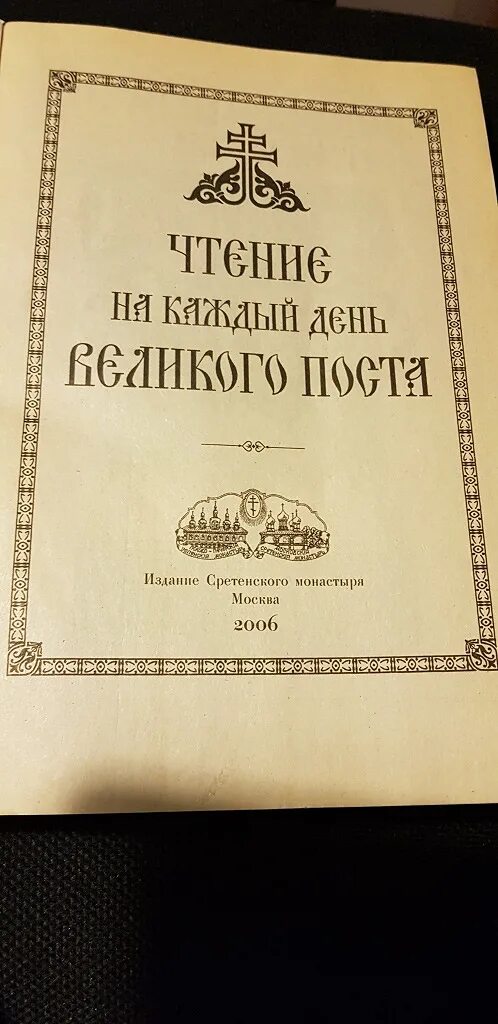 ЧТЕНИЕ
НА КАЖДЫЙ ДЕНЬ
ВЕЛИКОГО ПОСТА
Издание Сретенского монастыря
Москва
2006